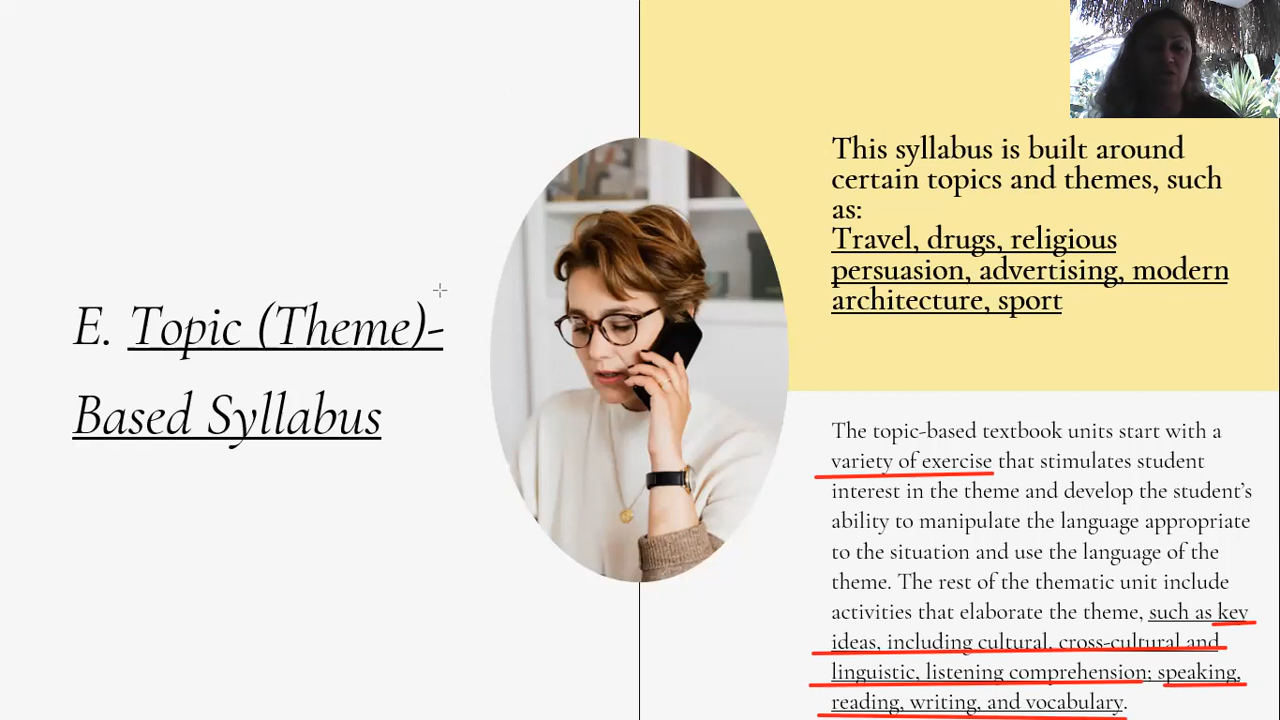 E. Topic (Theme)-
Based Syllabus
This syllabus is built around
certain topics and themes, such
as:
Travel, drugs, religious
persuasion, advertising, modern
architecture, sport
The topic-based textbook units start with a
variety of exercise that stimulates student
interest in the theme and develop the student’s
ability to manipulate the language appropriate
to the situation and use the language of the
theme. The rest of the thematic unit include
activities that elaborate the theme, such as key
ideas, including cultural, cross-cultural and
linguistic, listening comprehension; speaking,
reading, writing, and vocabulary.